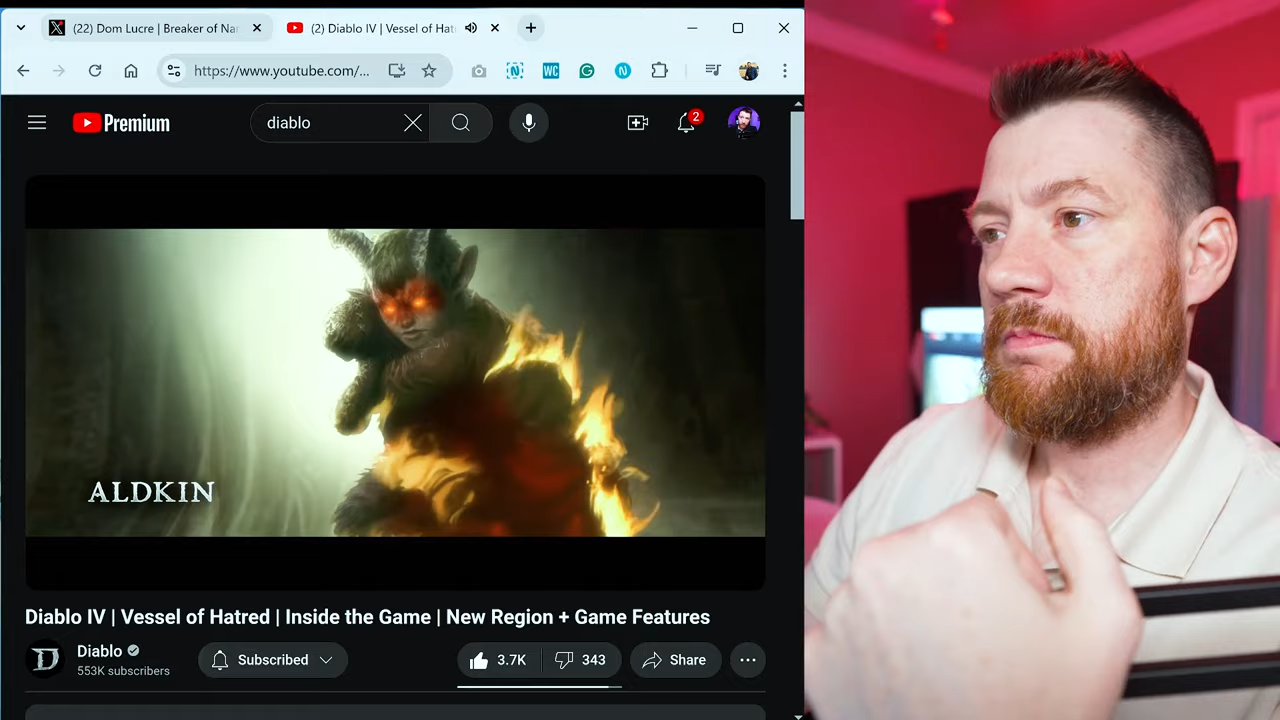 (22) Dom Lucre | Breaker of Na
(2) Diablo IV | Vessel of Hat
https://www.youtube.com/...
WC
Premium
diablo
2
ALDKIN
Diablo IV | Vessel of Hatred | Inside the Game | New Region + Game Features
Diablo
553K subscribers
Subscribed
3.7K
343
Share